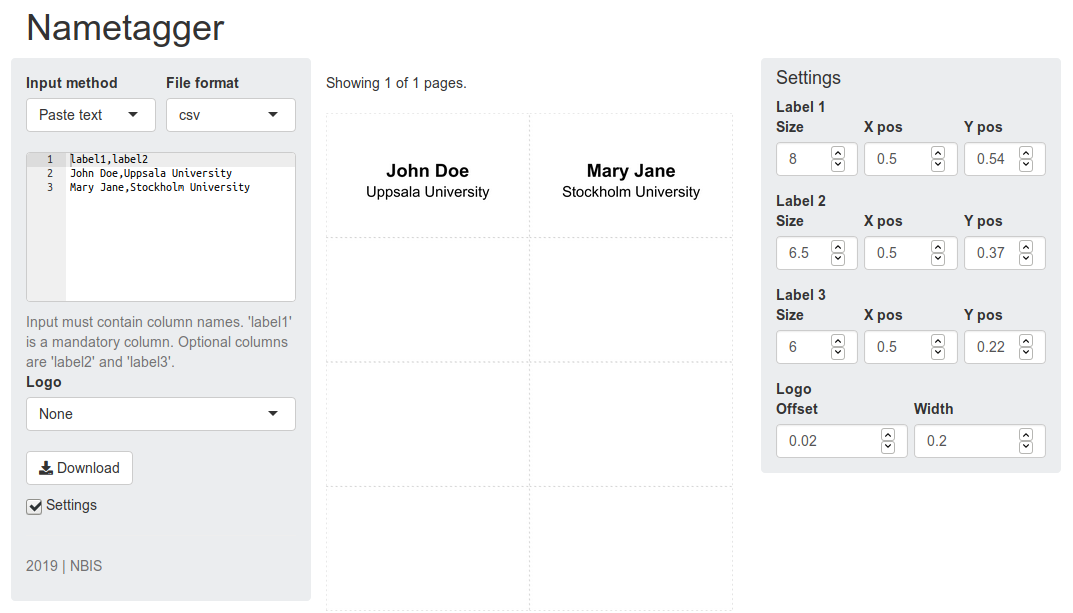 Nametagger
Input method File format
Paste text csv
1 label1,label2
2 John Doe,Uppsala University
3 Mary Jane,Stockholm University
Input must contain column names. 'label1'
is a mandatory column. Optional columns
are 'label2' and 'label3'.
Logo
None
Download
Settings
2019 | NBIS
Showing 1 of 1 pages.
John Doe
Uppsala University
Mary Jane
Stockholm University
Settings
Label 1
Size X pos Y pos
8 0.5 0.54
Label 2
Size X pos Y pos
6.5 0.5 0.37
Label 3
Size X pos Y pos
6 0.5 0.22
Logo
Offset Width
0.02 0.2